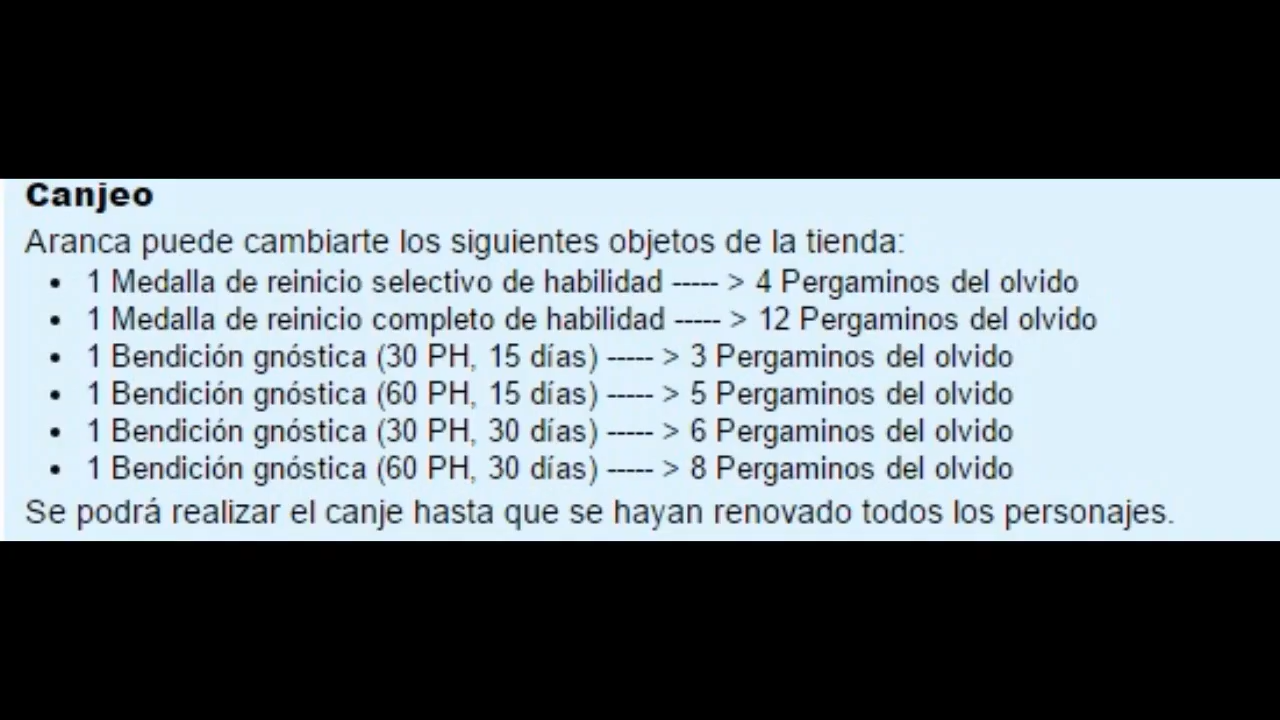 Canjeo
Aranca puede cambiarte los siguientes objetos de la tienda:
• 1 Medalla de reinicio selectivo de habilidad ----- > 4 Pergaminos del olvido
• 1 Medalla de reinicio completo de habilidad ----- > 12 Pergaminos del olvido
• 1 Bendición gnóstica (30 PH, 15 días) ----- > 3 Pergaminos del olvido
• 1 Bendición gnóstica (60 PH, 15 días) ----- > 5 Pergaminos del olvido
• 1 Bendición gnóstica (30 PH, 30 días) ----- > 6 Pergaminos del olvido
• 1 Bendición gnóstica (60 PH, 30 días) ----- > 8 Pergaminos del olvido
Se podrá realizar el canje hasta que se hayan renovado todos los personajes.